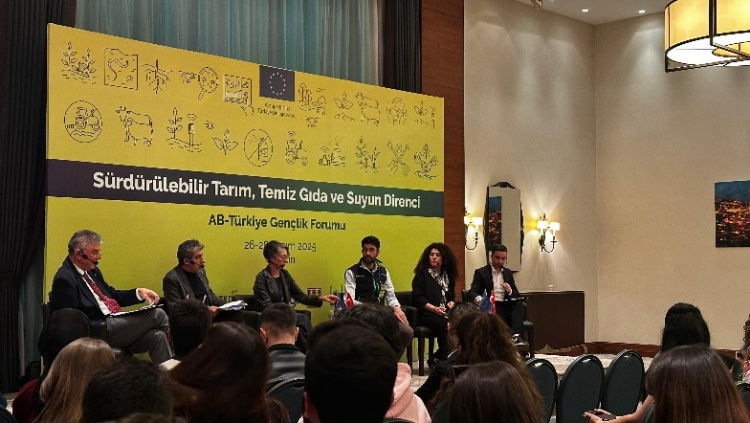 Sürdürülebilir Tarım, Temiz Gıda ve Suyun Direnci
AB-Türkiye Gençlik Forumu
2025